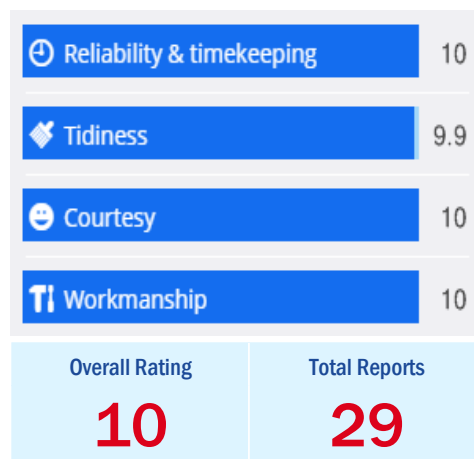 Reliability & timekeeping 10
Tidiness 9.9
Courtesy 10
Workmanship 10
Overall Rating Total Reports
10 29